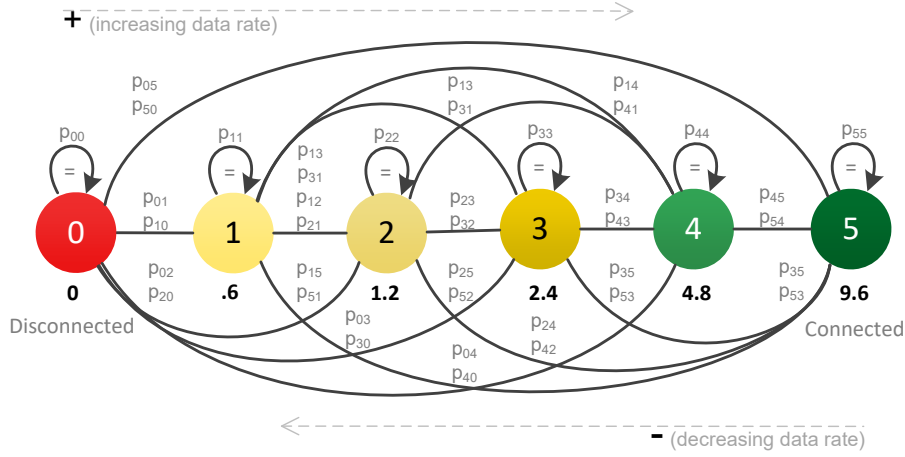 + (increasing data rate)
p05
p50
p13
p31
p14
p41
p00
p11
p22
p33
p44
p55
=
=
=
=
=
=
p13
p31
p01
p10
p12
p21
p23
p32
p34
p43
p45
p54
0
1
2
3
4
5
p02
p20
p15
p51
p25
p52
p35
p53
p35
p53
0
.6
1.2
2.4
4.8
9.6
Disconnected
Connected
p03
p30
p24
p42
p04
p40
- (decreasing data rate)